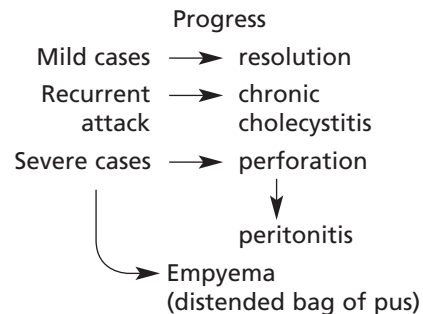 Progress
Mild cases → resolution
Recurrent → chronic
attack cholecystitis
Severe cases → perforation
peritonitis
Empyema
(distended bag of pus)